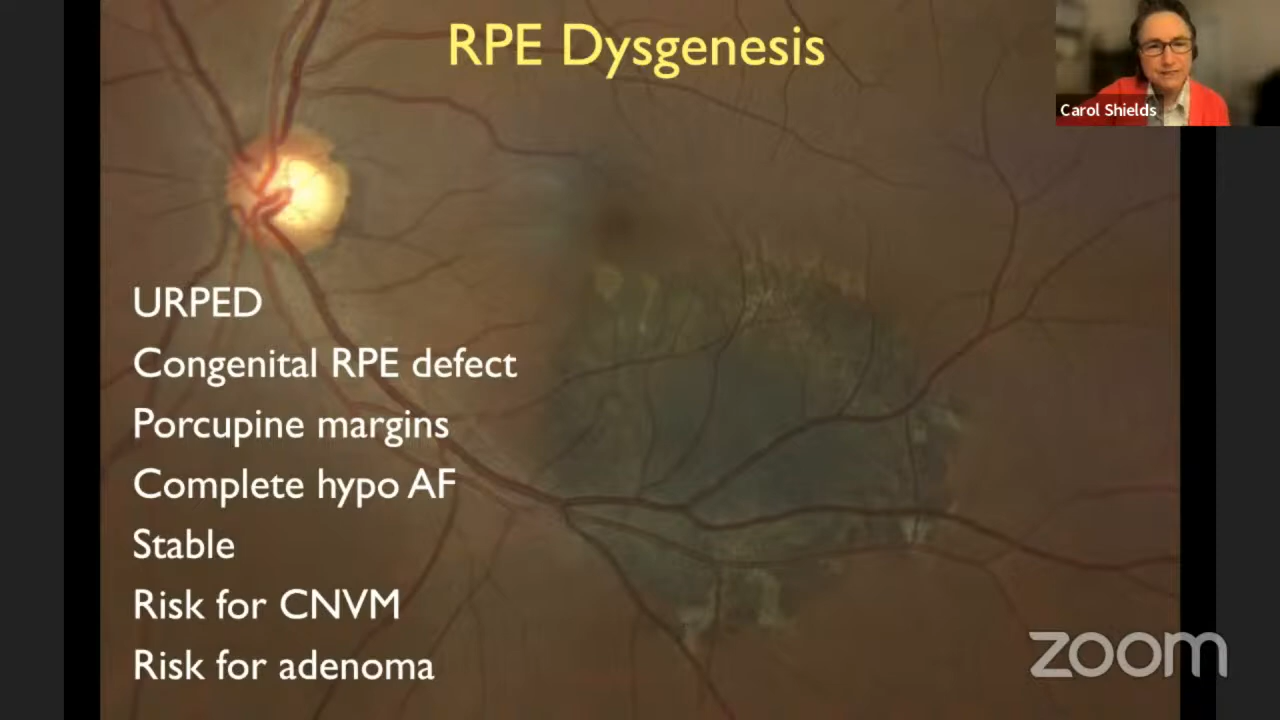 RPE Dysgenesis
Carol Shields
URPED
Congenital RPE defect
Porcupine margins
Complete hypo AF
Stable
Risk for CNVM
Risk for adenoma
zoom